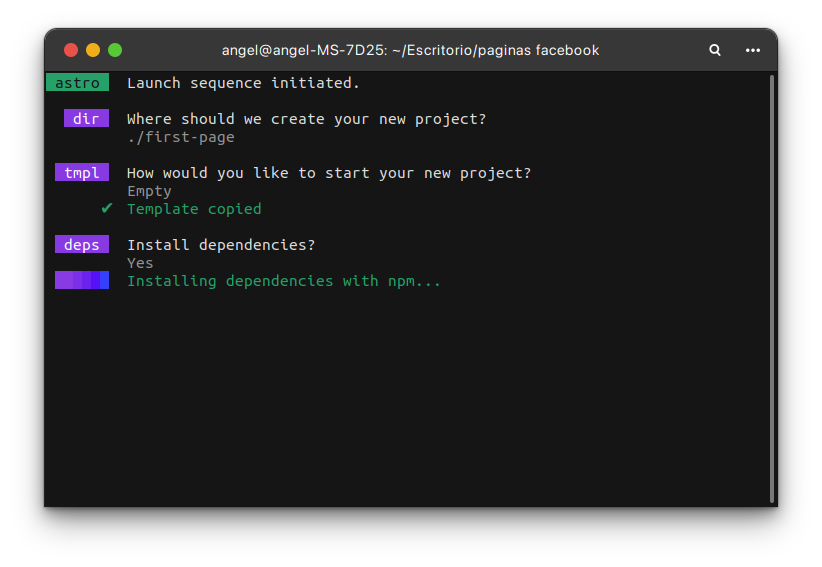 angel@angel-MS-7D25: ~/Escritorio/paginas facebook
astro Launch sequence initiated.
dir Where should we create your new project?
./first-page
tmpl How would you like to start your new project?
Empty
✔ Template copied
deps Install dependencies?
Yes
Installing dependencies with npm...